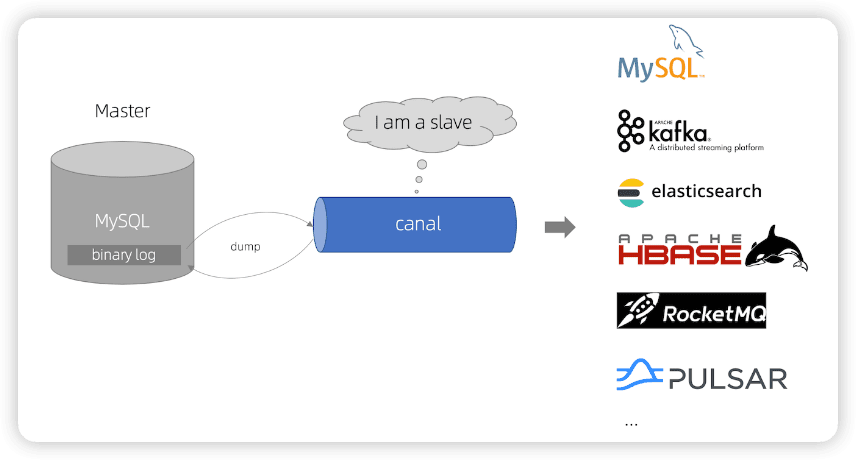 Master
MySQL
binary log
dump
I am a slave
canal
MySQL
APACHE
kafka
A distributed streaming platform
elasticsearch
APACHE
HBASE
RocketMQ
PULSAR
...